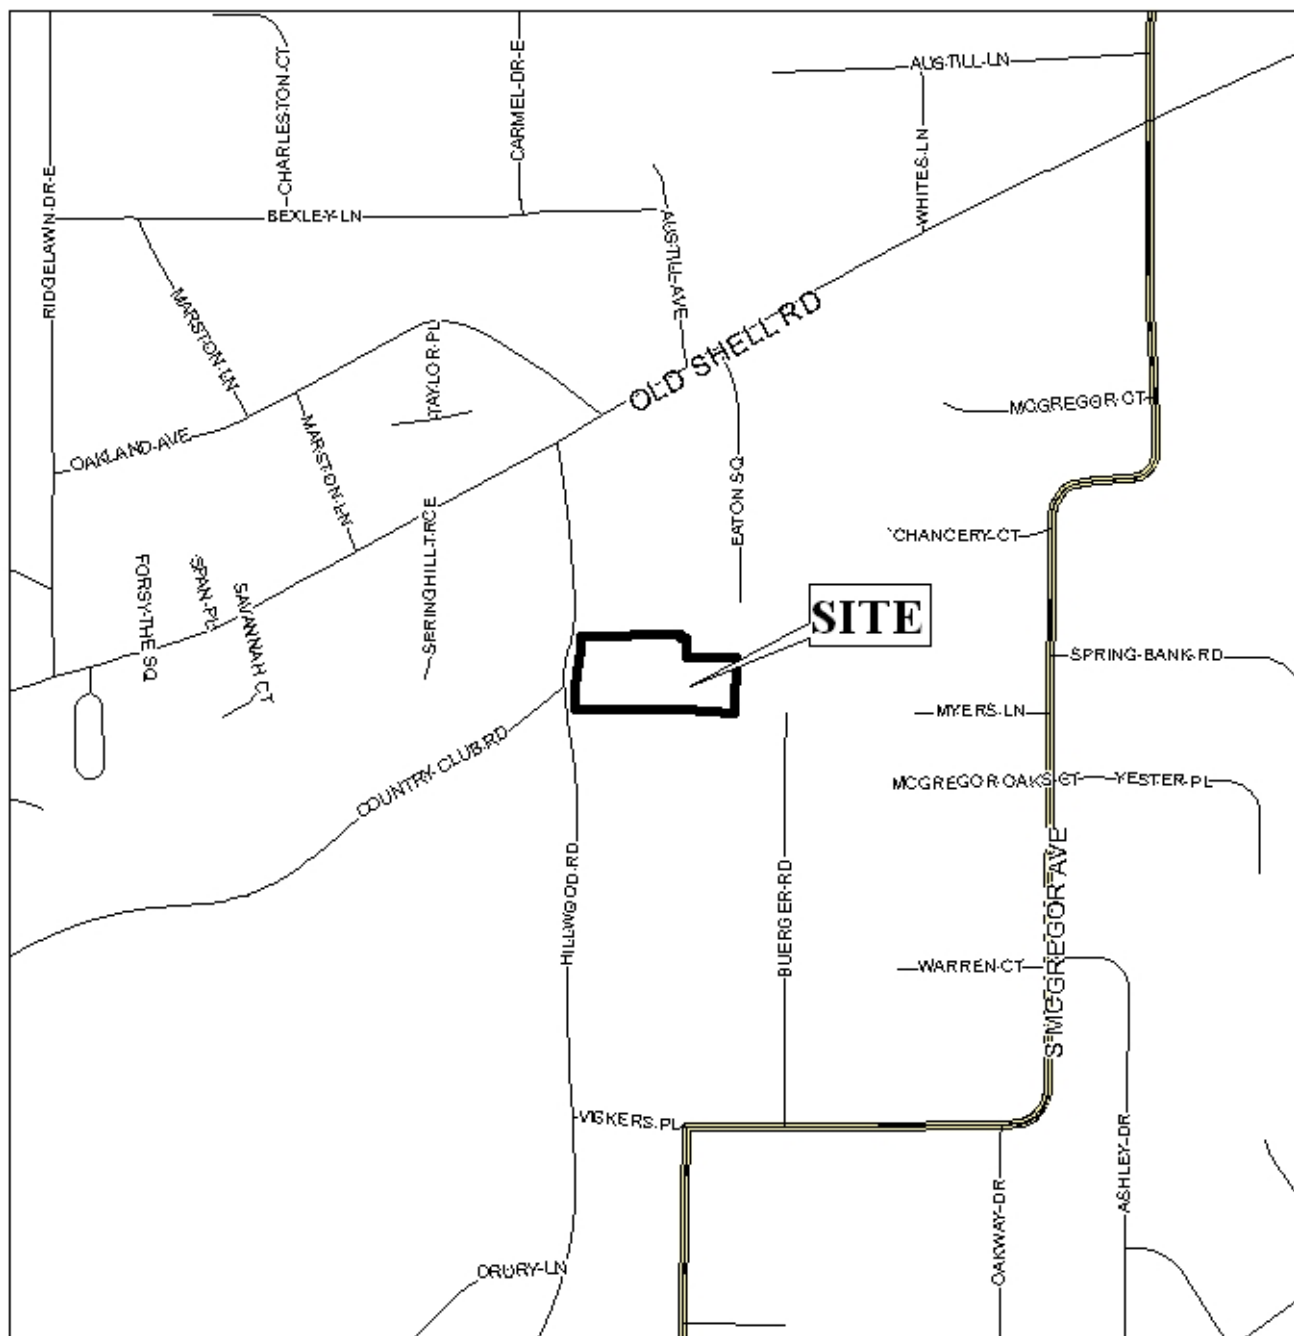 AUSTILL LN
CHARLESTON CT
CARMEL DR E
WHITES LN
RIDGELAWN DR E
BEXLEY LN
AUSTILL AVE
MARSTON LN
OLD SHELL RD
TAYLOR PL
MCGREGOR CT
OAKLAND AVE
MARSTON LN
EATON SQ
SPRINGHILL TRCE
CHANCERY CT
FORSYTHE SQ
SPAN PL
SAVANNAH CT
SITE
SPRING BANK RD
MYERS LN
COUNTRY CLUB RD
MCGREGOR OAKS CT
YESTER PL
HILLWOOD RD
BUERGER RD
S MCGREGOR AVE
WARREN CT
VICKERS PL
ASHLEY DR
OAKWAY DR
DRURY LN